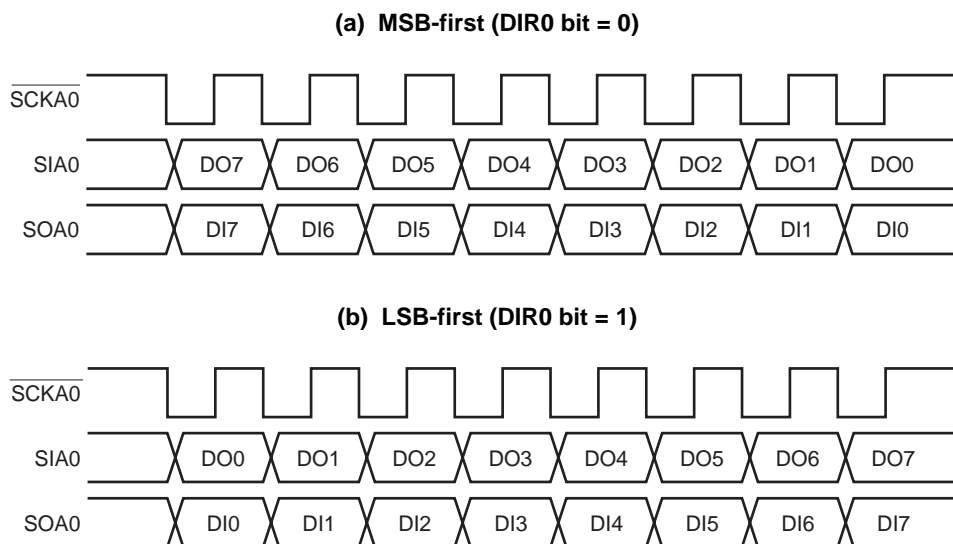 (a) MSB-first (DIR0 bit = 0)
SCKA0
SIA0 DO7 DO6 DO5 DO4 DO3 DO2 DO1 DO0
SOA0 DI7 DI6 DI5 DI4 DI3 DI2 DI1 DI0
(b) LSB-first (DIR0 bit = 1)
SCKA0
SIA0 DO0 DO1 DO2 DO3 DO4 DO5 DO6 DO7
SOA0 DI0 DI1 DI2 DI3 DI4 DI5 DI6 DI7